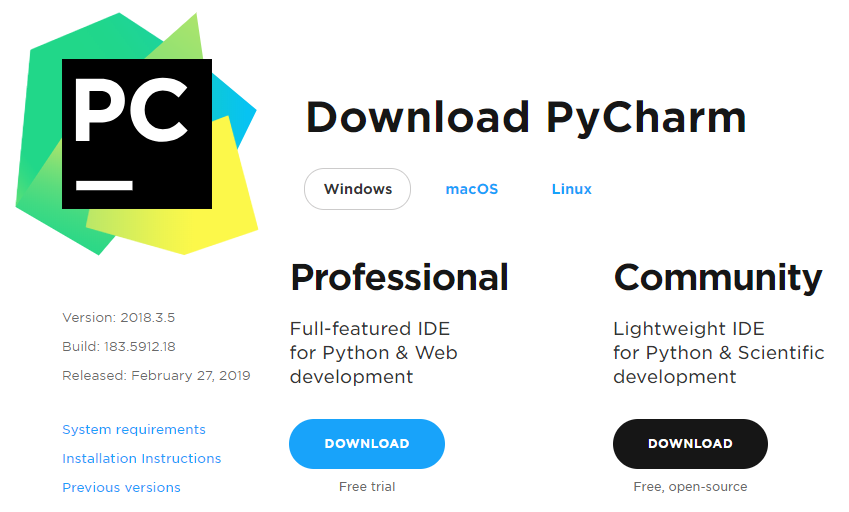 PC
Download PyCharm
Windows
macOS
Linux
Version: 2018.3.5
Build: 183.5912.18
Released: February 27, 2019
System requirements
Installation Instructions
Previous versions
Professional
Full-featured IDE
for Python & Web
development
DOWNLOAD
Free trial
Community
Lightweight IDE
for Python & Scientific
development
DOWNLOAD
Free, open-source